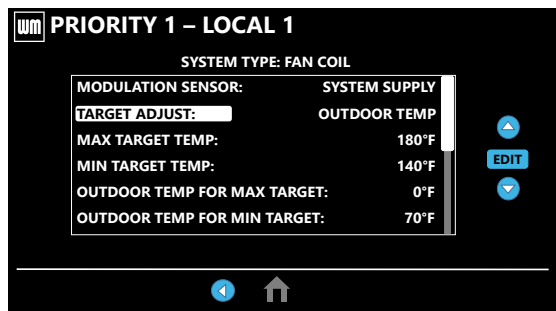 wm PRIORITY 1 – LOCAL 1
SYSTEM TYPE: FAN COIL
MODULATION SENSOR: SYSTEM SUPPLY
TARGET ADJUST: OUTDOOR TEMP
MAX TARGET TEMP: 180°F
MIN TARGET TEMP: 140°F
OUTDOOR TEMP FOR MAX TARGET: 0°F
OUTDOOR TEMP FOR MIN TARGET: 70°F
EDIT